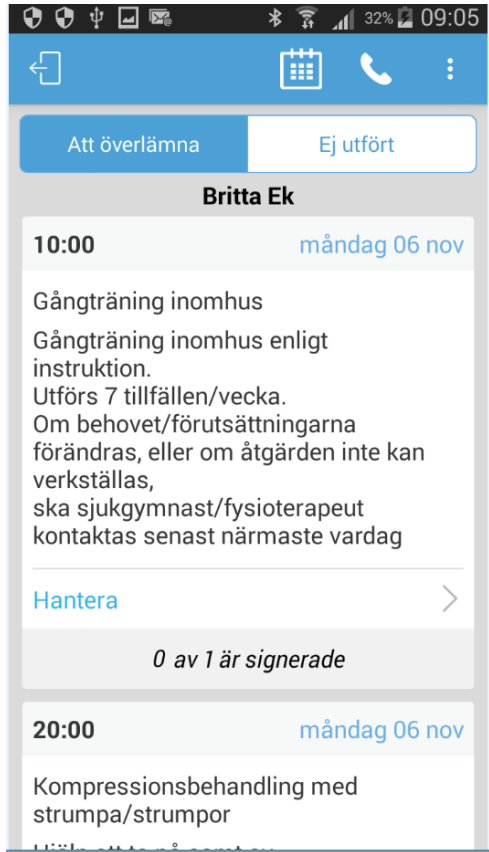 32% 09:05
Att överlämna Ej utfört
Britta Ek
10:00 måndag 06 nov
Gångträning inomhus
Gångträning inomhus enligt
instruktion.
Utförs 7 tillfällen/vecka.
Om behovet/förutsättningarna
förändras, eller om åtgärden inte kan
verkställas,
ska sjukgymnast/fysioterapeut
kontaktas senast närmaste vardag
Hantera
0 av 1 är signerade
20:00 måndag 06 nov
Kompressionsbehandling med
strumpa/strumpor